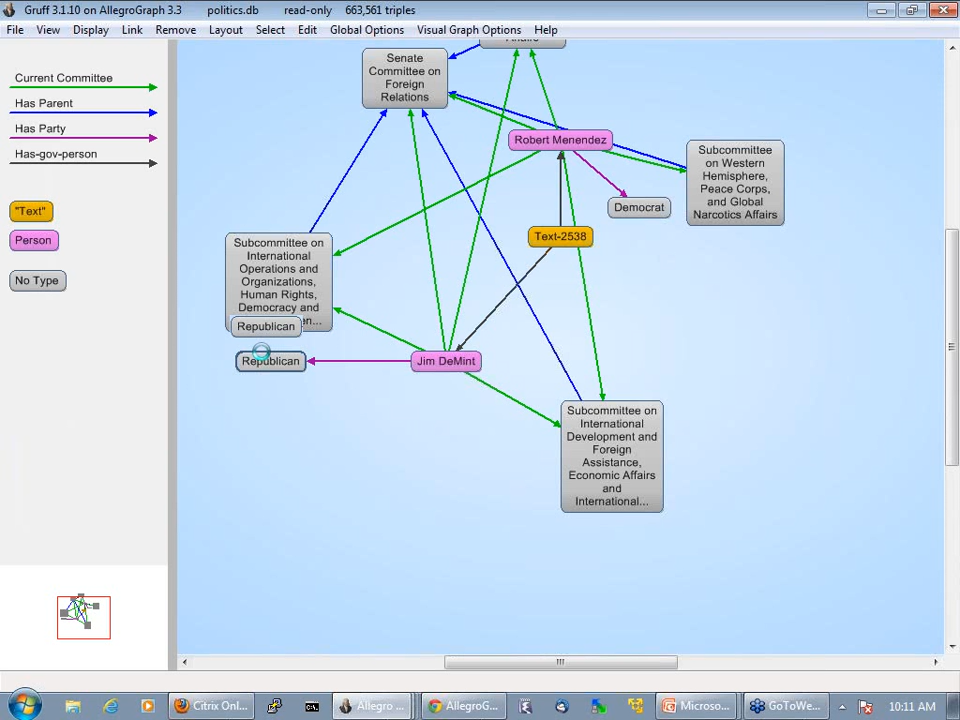 Gruff 3.1.10 on AllegroGraph 3.3 politics.db read-only 663,561 triples
File View Display Link Remove Layout Select Edit Global Options Visual Graph Options Help
Current Committee
Has Parent
Has Party
Has-gov-person
"Text"
Person
No Type
Senate
Committee on
Foreign
Relations
Robert Menendez
Subcommittee
on Western
Hemisphere,
Peace Corps,
and Global
Narcotics Affairs
Democrat
Text-2538
Subcommittee on
International
Operations and
Organizations,
Human Rights,
Democracy and
Republican
Republican
Jim DeMint
Subcommittee on
International
Development and
Foreign
Assistance,
Economic Affairs
and
International...
Citrix Onl... Allegro ... AllegroG... Microso... GoToWe... 10:11 AM